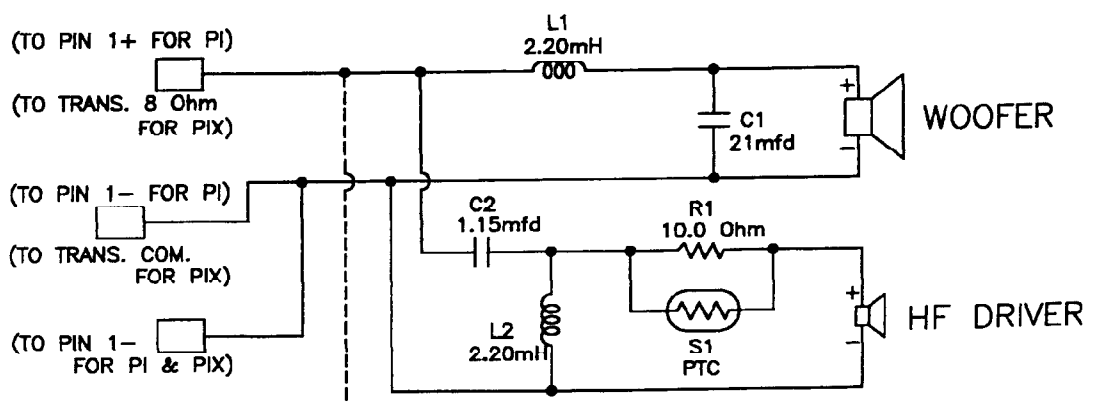 (TO PIN 1+ FOR PI)
(TO TRANS. 8 Ohm
FOR PIX)
L1
2.20mH
+
C1
21mfd
−
WOOFER
(TO PIN 1− FOR PI)
(TO TRANS. COM.
FOR PIX)
C2
1.15mfd
R1
10.0 Ohm
L2
2.20mH
S1
PTC
+
−
HF DRIVER
(TO PIN 1−
FOR PI & PIX)